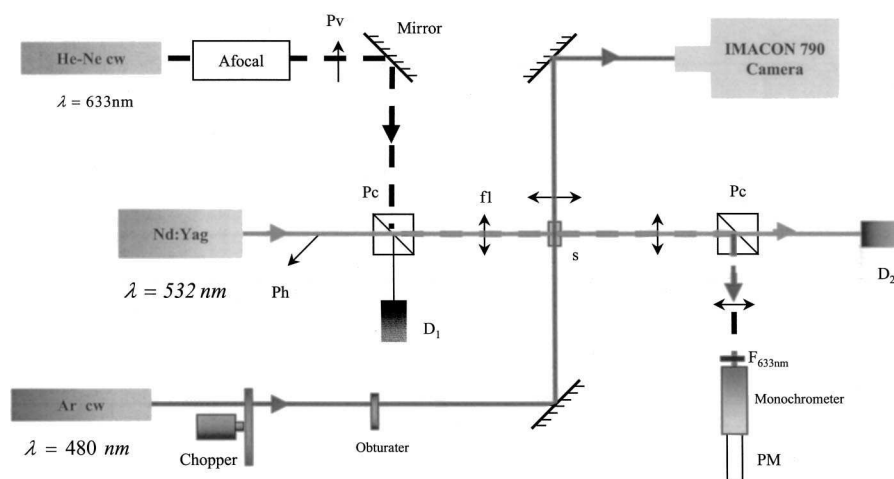 Pv
Mirror
He-Ne cw
Afocal
IMACON 790
Camera
λ = 633nm
Pc
f1
Pc
Nd:Yag
s
λ = 532 nm
Ph
D₁
D₂
F₆₃₃ₙₘ
Ar cw
Monochrometer
Obturater
λ = 480 nm
Chopper
PM